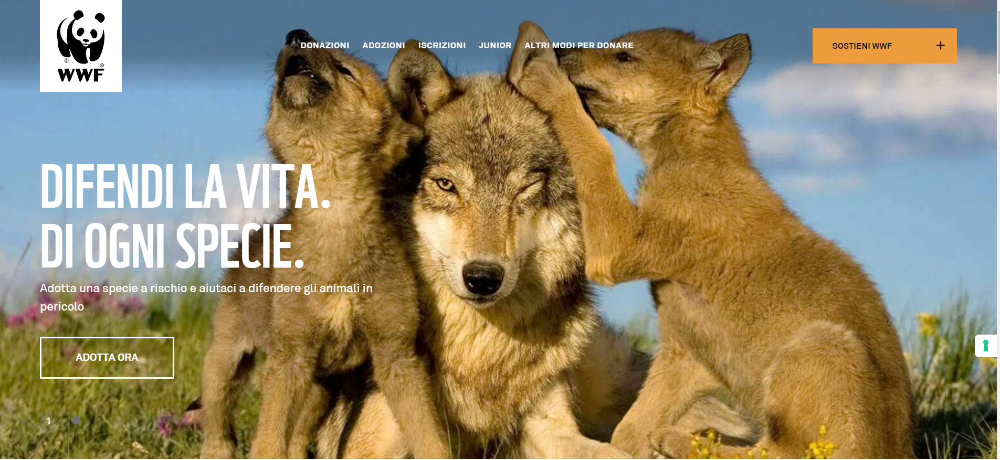 WWF
DONAZIONI ADOZIONI ISCRIZIONI JUNIOR ALTRI MODI PER DONARE
SOSTIENI WWF +
DIFENDI LA VITA.
DI OGNI SPECIE.
Adotta una specie a rischio e aiutaci a difendere gli animali in
pericolo
ADOTTA ORA
1